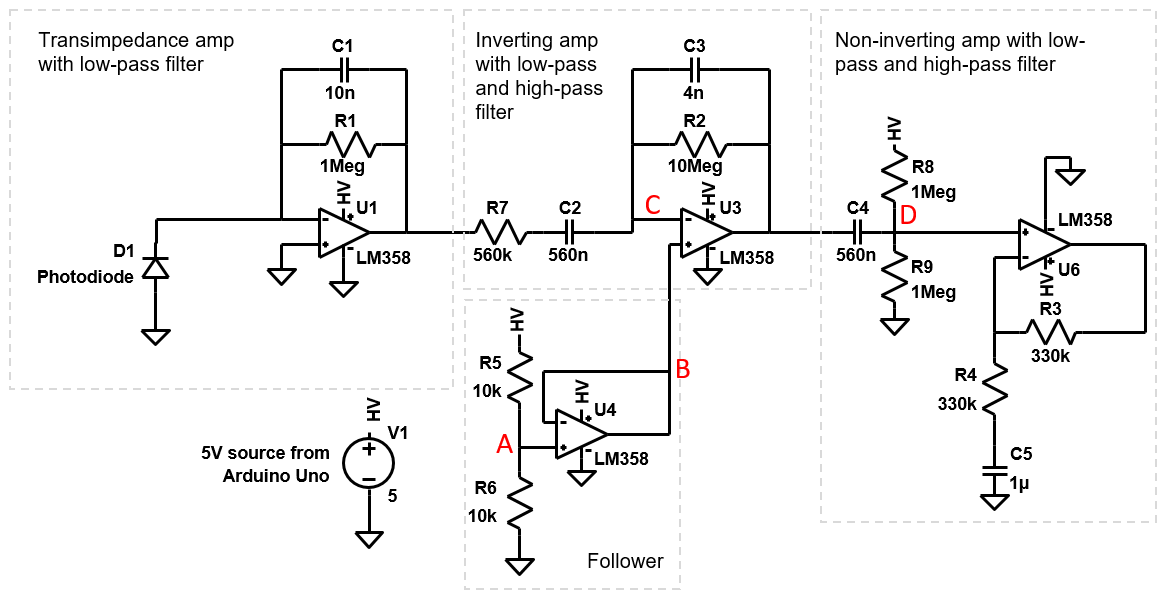 Transimpedance amp
with low-pass filter
C1
10n
R1
1Meg
HV
U1
LM358
D1
Photodiode
Inverting amp
with low-pass
and high-pass
filter
C3
4n
R2
10Meg
HV
U3
LM358
C
R7
560k
C2
560n
Non-inverting amp with low-
pass and high-pass filter
HV
R8
1Meg
D
C4
560n
R9
1Meg
LM358
U6
HV
R3
330k
R4
330k
C5
1µ
HV
R5
10k
A
R6
10k
HV
U4
LM358
B
Follower
HV
V1
5V source from
Arduino Uno
5